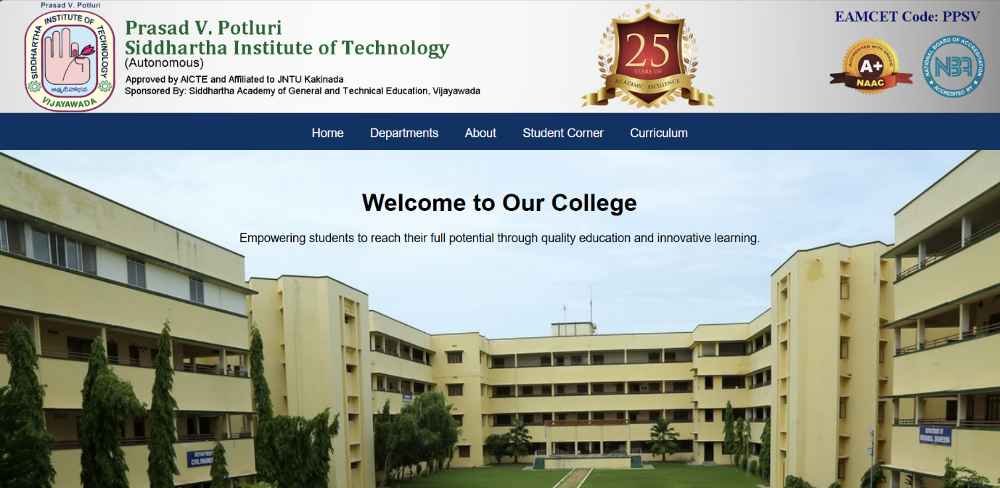 Prasad V. Potluri
SIDDHARTHA INSTITUTE OF TECHNOLOGY
VIJAYAWADA
Prasad V. Potluri
Siddhartha Institute of Technology
(Autonomous)
Approved by AICTE and Affiliated to JNTU Kakinada
Sponsored By: Siddhartha Academy of General and Technical Education, Vijayawada
25
YEARS OF
ACADEMIC EXCELLENCE
EAMCET Code: PPSV
ACCREDITED WITH GRADE
A+
NAAC
NATIONAL BOARD OF ACCREDITATION
NBA
ACCREDITED BY
Home Departments About Student Corner Curriculum
Welcome to Our College
Empowering students to reach their full potential through quality education and innovative learning.
DEPARTMENT
CIVIL ENGINEE
DEPARTMENT OF
MECHANICAL ENGINEERING